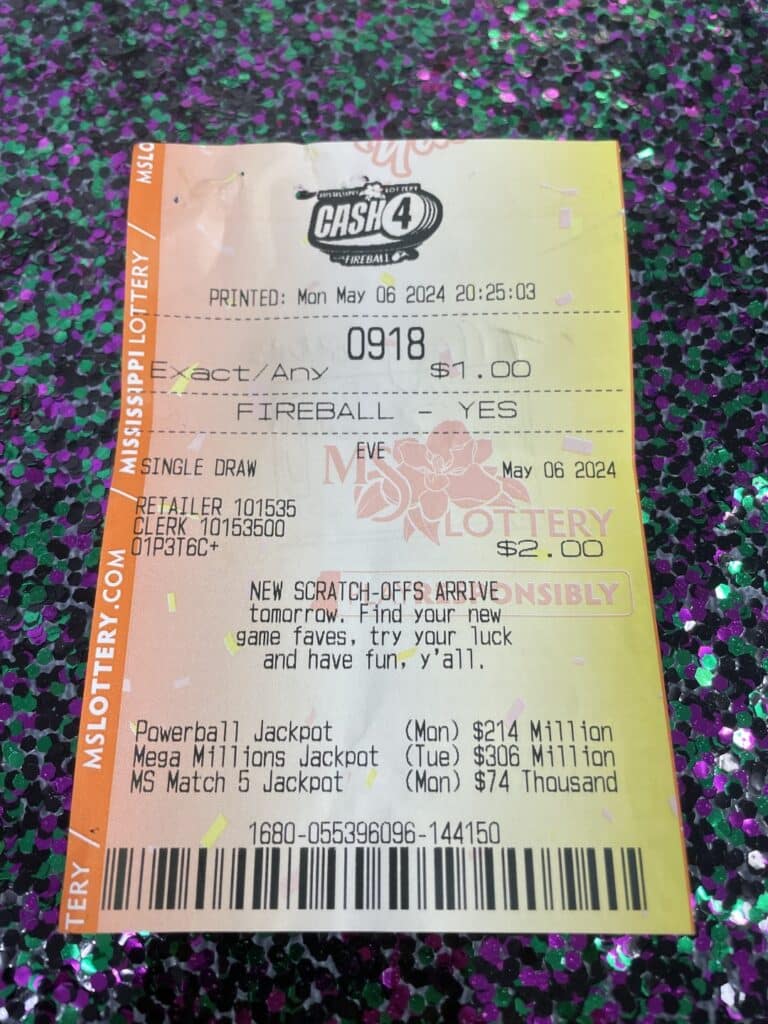 MISSISSIPPI LOTTERY
CASH 4
FIREBALL
PRINTED: Mon May 06 2024 20:25:03
0918
Exact/Any $1.00
FIREBALL - YES
EVE
SINGLE DRAW May 06 2024
MS
LOTTERY
RETAILER 101535
CLERK 10153500
01P3T6C+ $2.00
RESPONSIBLY
NEW SCRATCH-OFFS ARRIVE
tomorrow. Find your new
game faves, try your luck
and have fun, y'all.
Powerball Jackpot (Mon) $214 Million
Mega Millions Jackpot (Tue) $306 Million
MS Match 5 Jackpot (Mon) $74 Thousand
1680-055396096-144150
TERY / MSLOTTERY.COM / MISSISSIPPI LOTTERY / MSLO